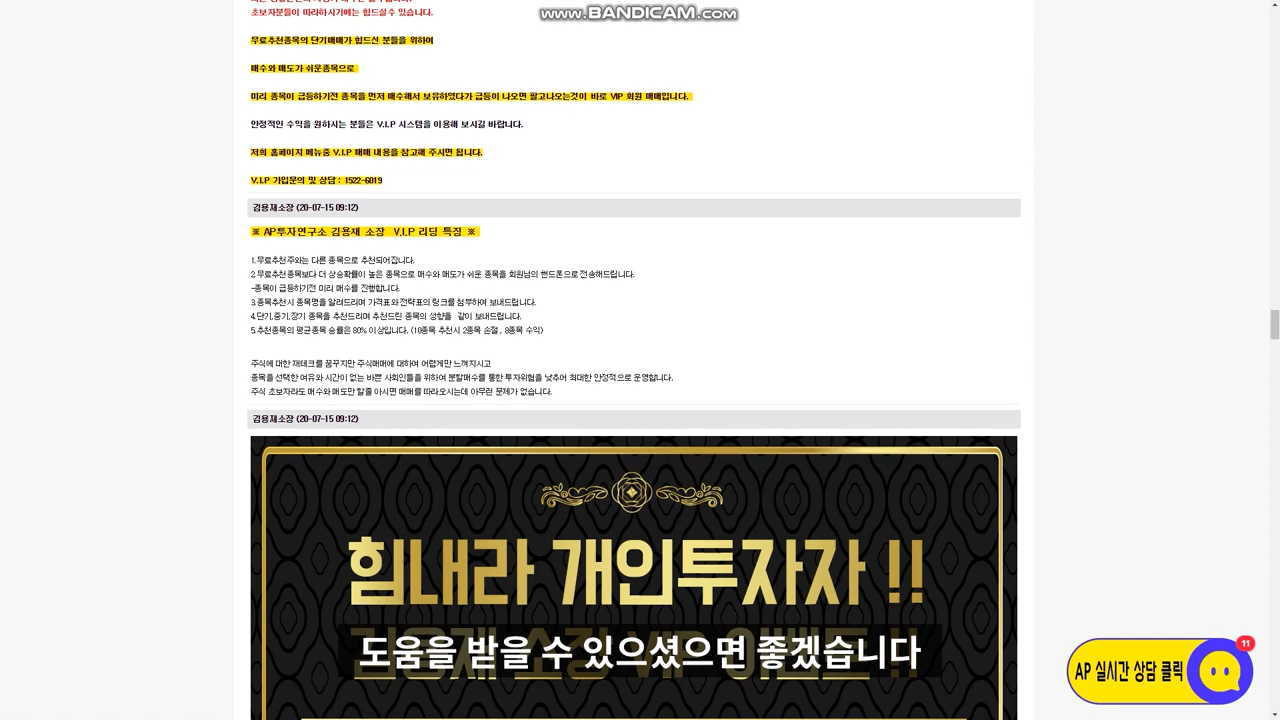 WWW.BANDICAM.COM
초보자분들이 따라하시기에는 힘드실수 있습니다.
무료추천종목의 단기매매가 힘드신 분들을 위하여
매수와 매도가 쉬운종목으로
미리 종목이 급등하기전 종목을 먼저 매수해서 보유하였다가 급등이 나오면 팔고나오는것이 바로 VIP 회원 매매입니다.
안정적인 수익을 원하시는 분들은 V.I.P 시스템을 이용해 보시길 바랍니다.
저희 홈페이지 메뉴중 V.I.P 매매 내용을 참고해 주시면 됩니다.
V.I.P 가입문의 및 상담 : 1522-6019
김용재소장 (20-07-15 09:12)
※ AP투자연구소 김용재 소장 V.I.P 리딩 특징 ※
1.무료추천주와는 다른 종목으로 추천되어집니다.
2.무료추천종목보다 더 상승확률이 높은 종목으로 매수와 매도가 쉬운 종목을 회원님의 핸드폰으로 전송해드립니다.
-종목이 급등하기전 미리 매수를 진행합니다.
3.종목추천시 종목명을 알려드리며 가격표와 전략표의 링크를 첨부하여 보내드립니다.
4.단기,중기,장기 종목을 추천드리며 추천드린 종목의 성향을 같이 보내드립니다.
5.추천종목의 평균종목 승률은 80% 이상입니다. (10종목 추천시 2종목 손절 , 8종목 수익)
주식에 대한 재테크를 꿈꾸지만 주식매매에 대하여 어렵게만 느껴지시고
종목을 선택한 여유와 시간이 없는 바쁜 사회인들을 위하여 분할매수를 통한 투자위험을 낮추어 최대한 안정적으로 운영합니다.
주식 초보자라도 매수와 매도만 할줄 아시면 매매를 따라오시는데 아무런 문제가 없습니다.
김용재소장 (20-07-15 09:12)
힘내라 개인투자자 !!
도움을 받을 수 있으셨으면 좋겠습니다
AP 실시간 상담 클릭
11